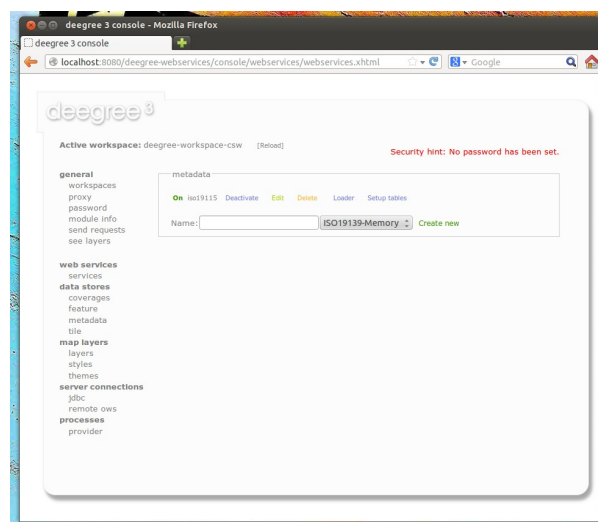 deegree 3 console - Mozilla Firefox
deegree 3 console
localhost:8080/deegree-webservices/console/webservices/webservices.xhtml
Google
deegree 3
Active workspace: deegree-workspace-csw [Reload]
Security hint: No password has been set.
general
workspaces
proxy
password
module info
send requests
see layers
web services
services
data stores
coverages
feature
metadata
tile
map layers
layers
styles
themes
server connections
jdbc
remote ows
processes
provider
metadata
On iso19115 Deactivate Edit Delete Loader Setup tables
Name: ISO19139-Memory Create new